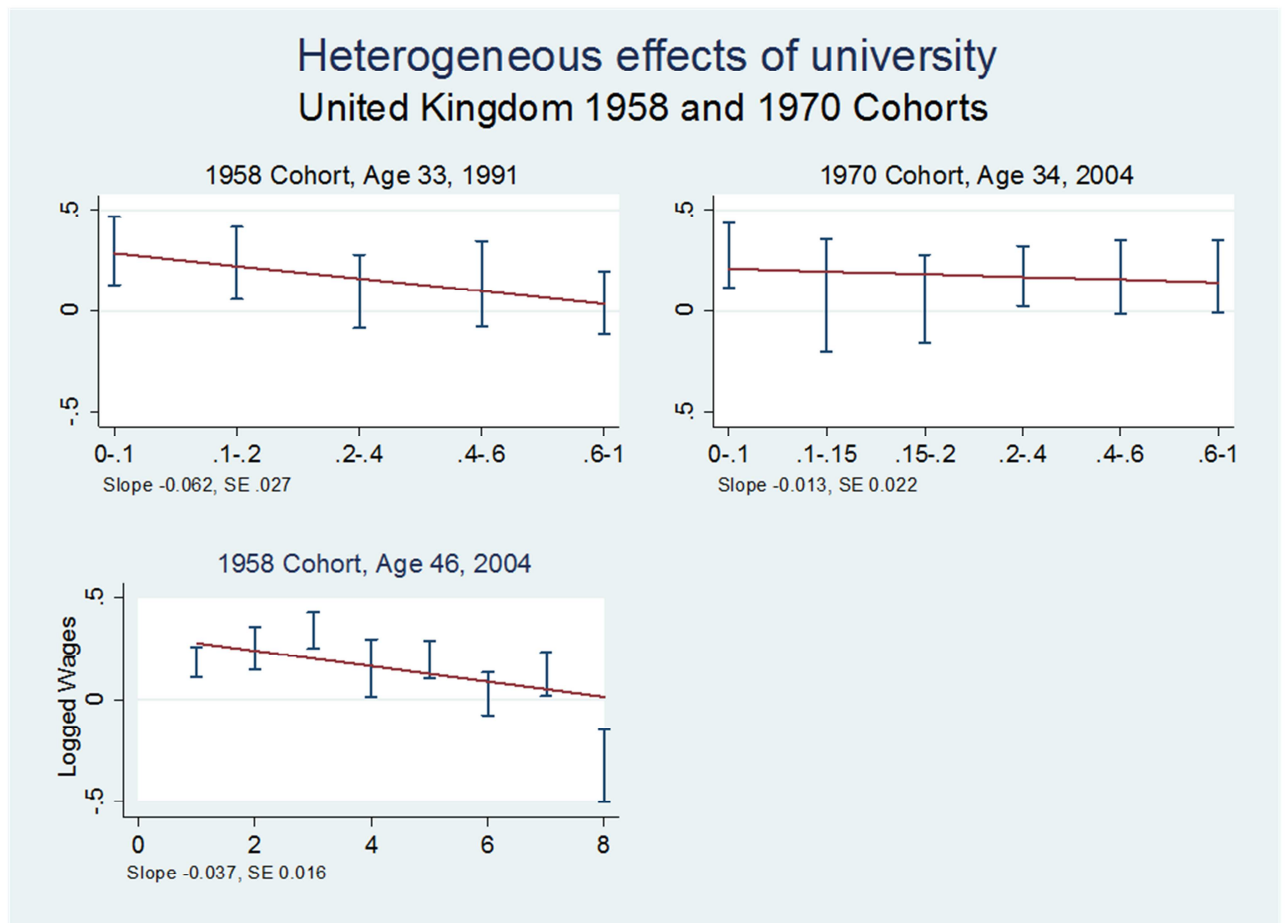 Heterogeneous effects of university
United Kingdom 1958 and 1970 Cohorts
1958 Cohort, Age 33, 1991
.5
0
-.5
0-.1 .1-.2 .2-.4 .4-.6 .6-1
Slope -0.062, SE .027
1970 Cohort, Age 34, 2004
.5
0
.5
0-.1 .1-.15 .15-.2 .2-.4 .4-.6 .6-1
Slope -0.013, SE 0.022
1958 Cohort, Age 46, 2004
Logged Wages
.5
0
-.5
0 2 4 6 8
Slope -0.037, SE 0.016